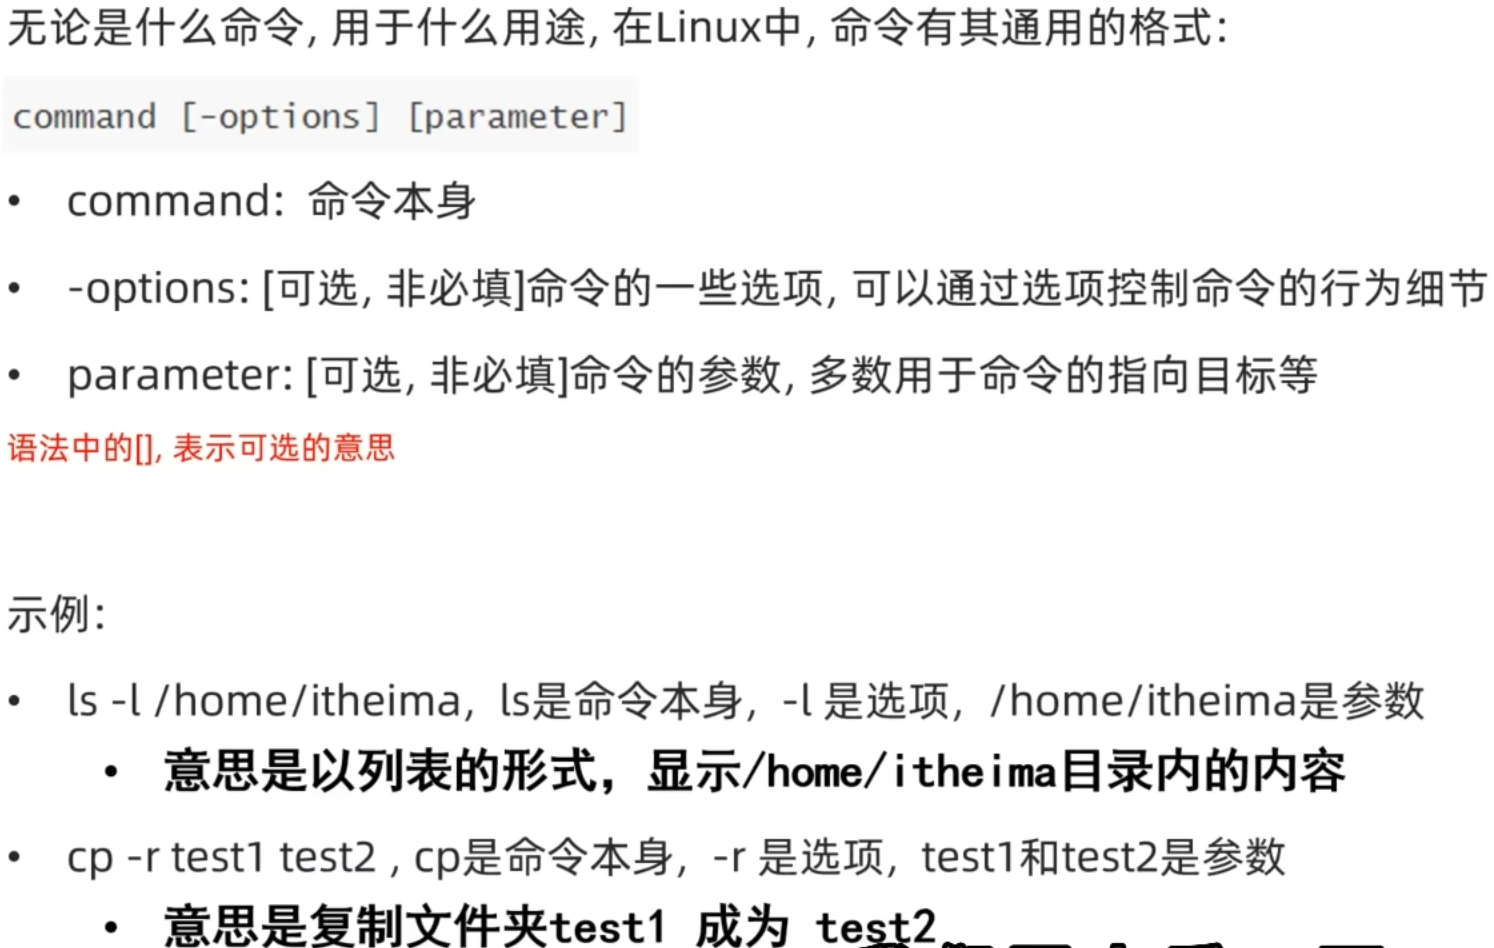 无论是什么命令, 用于什么用途, 在Linux中, 命令有其通用的格式:
command [-options] [parameter]
• command: 命令本身
• -options: [可选, 非必填]命令的一些选项, 可以通过选项控制命令的行为细节
• parameter: [可选, 非必填]命令的参数, 多数用于命令的指向目标等
语法中的[], 表示可选的意思
示例:
• ls -l /home/itheima, ls是命令本身, -l 是选项, /home/itheima是参数
• 意思是以列表的形式，显示/home/itheima目录内的内容
• cp -r test1 test2 , cp是命令本身, -r 是选项, test1和test2是参数
• 意思是复制文件夹test1 成为 test2